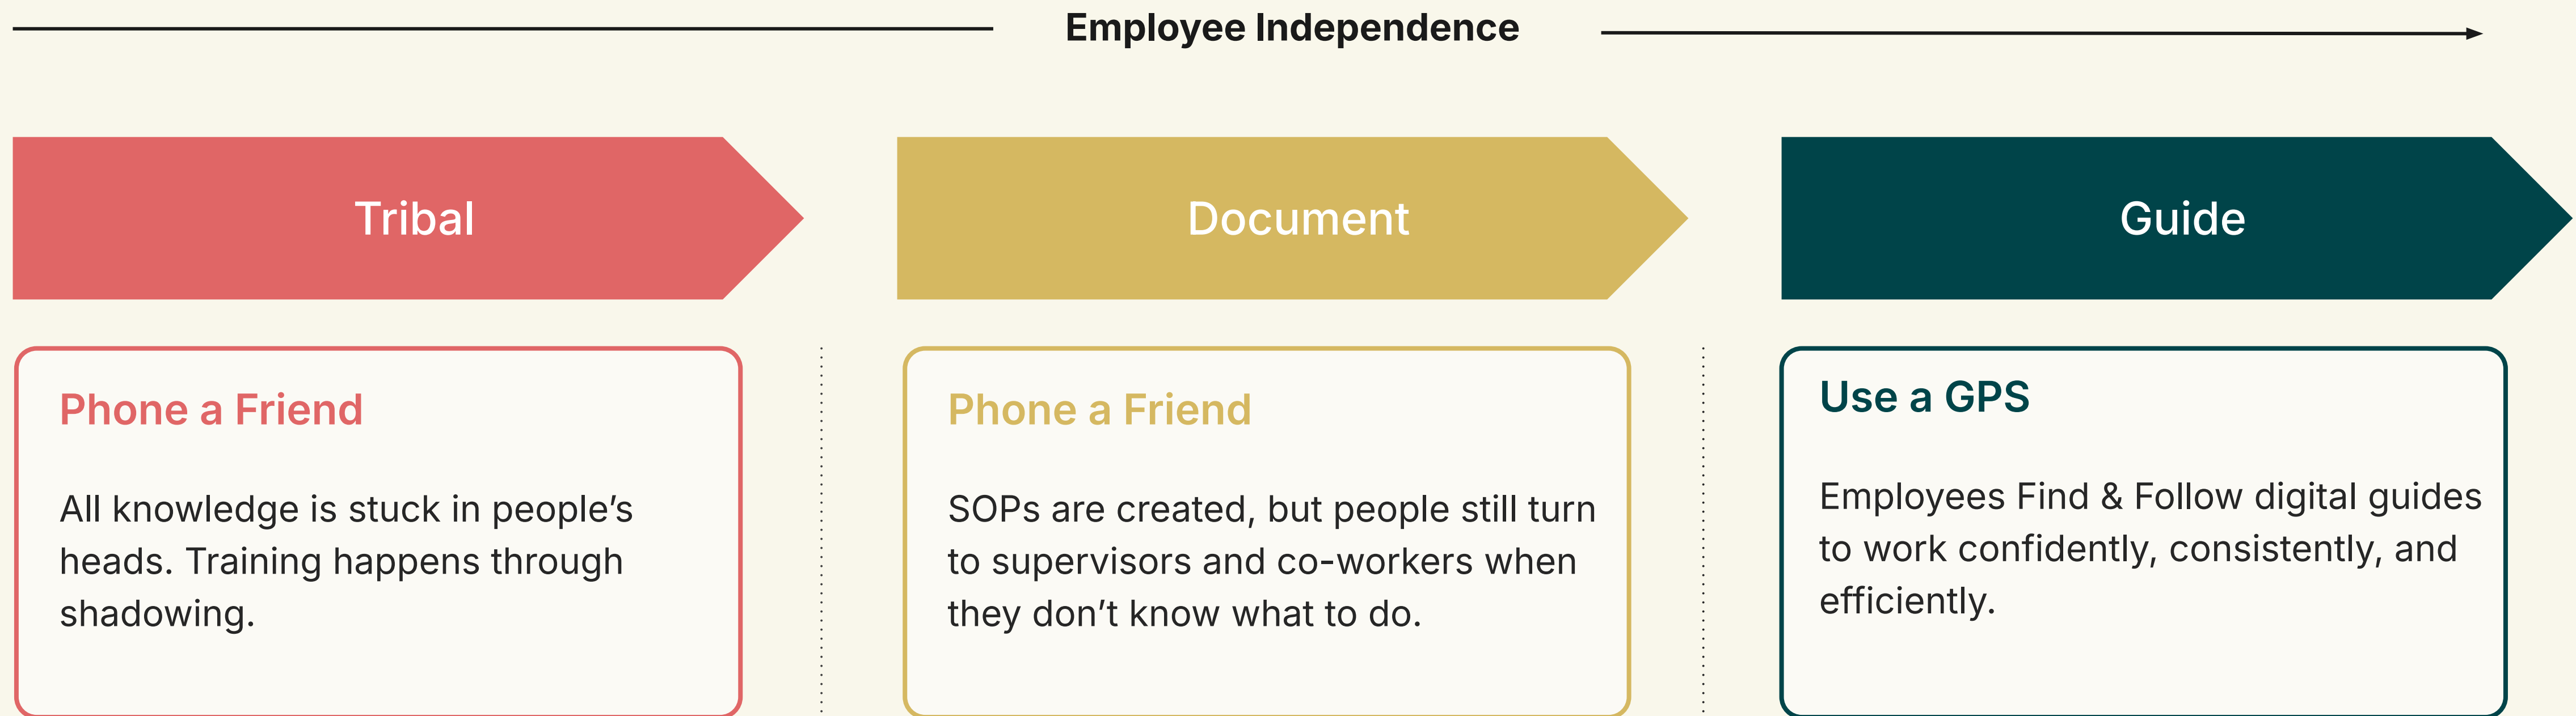 Employee Independence
Tribal
Document
Guide
Phone a Friend
All knowledge is stuck in people’s
heads. Training happens through
shadowing.
Phone a Friend
SOPs are created, but people still turn
to supervisors and co-workers when
they don’t know what to do.
Use a GPS
Employees Find & Follow digital guides
to work confidently, consistently, and
efficiently.